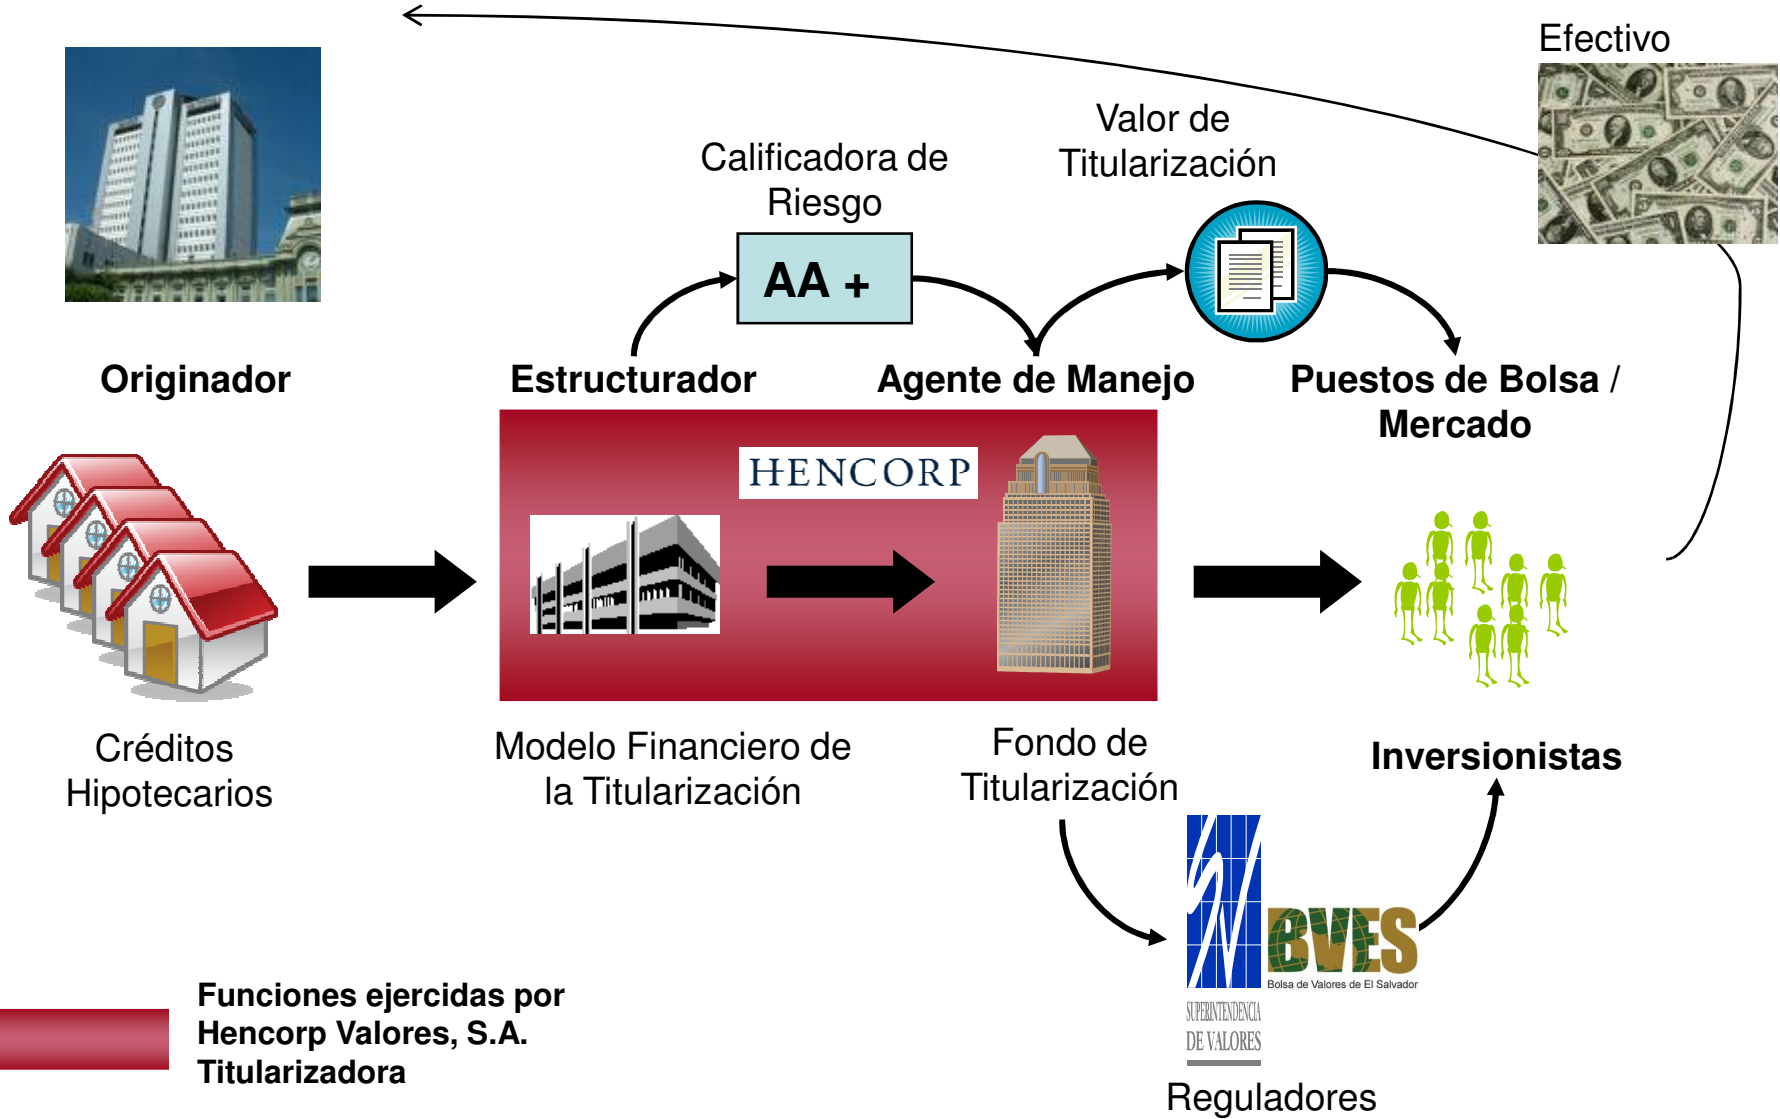 Efectivo
Valor de
Titularización
Calificadora de
Riesgo
AA +
Originador
Estructurador
Agente de Manejo
Puestos de Bolsa /
Mercado
HENCORP
Créditos
Hipotecarios
Modelo Financiero de
la Titularización
Fondo de
Titularización
Inversionistas
BVES
Bolsa de Valores de El Salvador
SUPERINTENDENCIA
DE VALORES
Reguladores
Funciones ejercidas por
Hencorp Valores, S.A.
Titularizadora